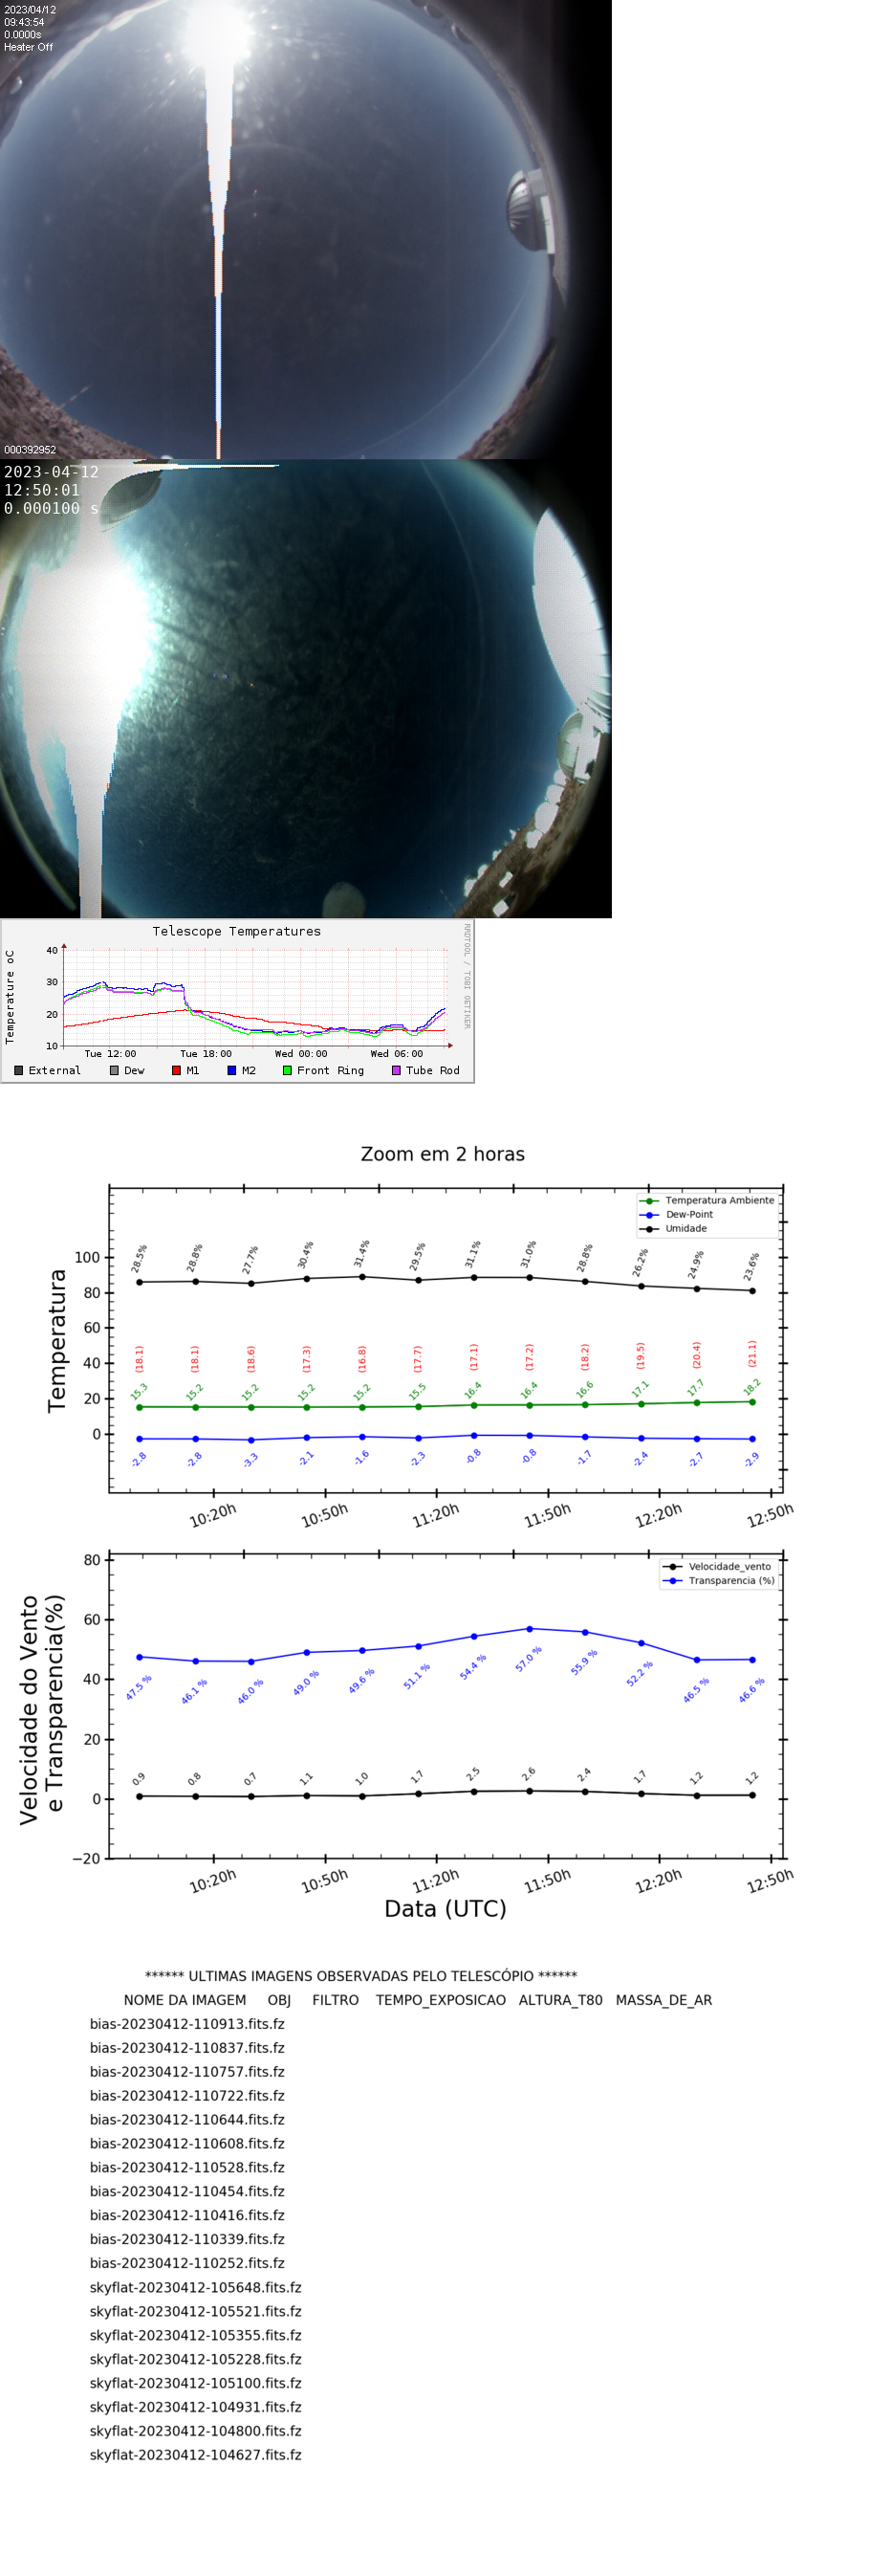 2023/04/12
09:43:54
0.0000s
Heater Off
000392952
2023-04-12
12:50:01
0.000100 s
Telescope Temperatures
RRDTOOL / TOBI OETIKER
Temperature oC
40
30
20
10
Tue 12:00 Tue 18:00 Wed 00:00 Wed 06:00
External Dew M1 M2 Front Ring Tube Rod
Zoom em 2 horas
Temperatura Ambiente
Dew-Point
Umidade
Temperatura
100
80
60
40
20
0
28.5% 28.8% 27.7% 30.4% 31.4% 29.5% 31.1% 31.0% 28.8% 26.2% 24.9% 23.6%
(18.1) (18.1) (18.6) (17.3) (16.8) (17.7) (17.1) (17.2) (18.2) (19.5) (20.4) (21.1)
15.3 15.2 15.2 15.2 15.2 15.5 16.4 16.4 16.6 17.1 17.7 18.2
-2.8 -2.8 -3.3 -2.1 -1.6 -2.3 -0.8 -0.8 -1.7 -2.4 -2.7 -2.9
10:20h 10:50h 11:20h 11:50h 12:20h 12:50h
Velocidade_vento
Transparencia (%)
Velocidade do Vento
e Transparencia(%)
80
60
40
20
0
−20
47.5 % 46.1 % 46.0 % 49.0 % 49.6 % 51.1 % 54.4 % 57.0 % 55.9 % 52.2 % 46.5 % 46.6 %
0.9 0.8 0.7 1.1 1.0 1.7 2.5 2.6 2.4 1.7 1.2 1.2
10:20h 10:50h 11:20h 11:50h 12:20h 12:50h
Data (UTC)
****** ULTIMAS IMAGENS OBSERVADAS PELO TELESCÓPIO ******
NOME DA IMAGEM OBJ FILTRO TEMPO_EXPOSICAO ALTURA_T80 MASSA_DE_AR
bias-20230412-110913.fits.fz
bias-20230412-110837.fits.fz
bias-20230412-110757.fits.fz
bias-20230412-110722.fits.fz
bias-20230412-110644.fits.fz
bias-20230412-110608.fits.fz
bias-20230412-110528.fits.fz
bias-20230412-110454.fits.fz
bias-20230412-110416.fits.fz
bias-20230412-110339.fits.fz
bias-20230412-110252.fits.fz
skyflat-20230412-105648.fits.fz
skyflat-20230412-105521.fits.fz
skyflat-20230412-105355.fits.fz
skyflat-20230412-105228.fits.fz
skyflat-20230412-105100.fits.fz
skyflat-20230412-104931.fits.fz
skyflat-20230412-104800.fits.fz
skyflat-20230412-104627.fits.fz